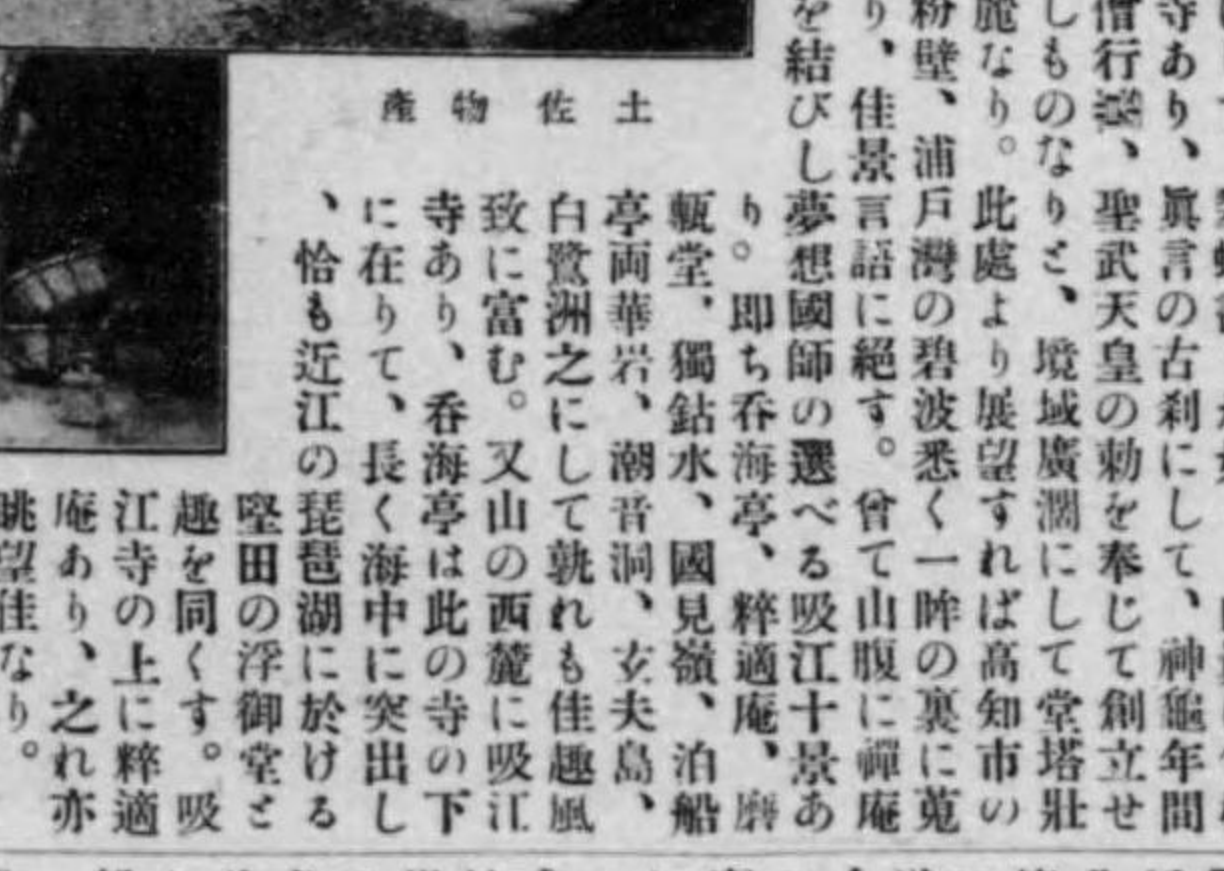 寺あり、眞言の古刹にして、神龜年間
僧行、聖武天皇の勅を奉じて創立せ
しものなりと、境域廣濶にして堂塔壯
麗なり。此處より展望すれば高知市の
粉壁、浦戸灣の碧波悉く一眸の裏に蒐
り、佳景言語に絕す。曾て山腹に禪庵
を結びし夢想國師の選べる吸江十景あ
り。即ち呑海亭、粹適庵、磨
甎堂、獨鈷水、國見嶺、泊船
亭両華岩、潮音洞、玄夫島、
白鷺洲之にして孰れも佳趣風
致に富む。又山の西麓に吸江
寺あり、呑海亭は此の寺の下
に在りて、長く海中に突出し
、恰も近江の琵琶湖に於ける
堅田の浮御堂と
趣を同くす。吸
江寺の上に粹適
庵あり、之れ亦
眺望佳なり。
土佐物產